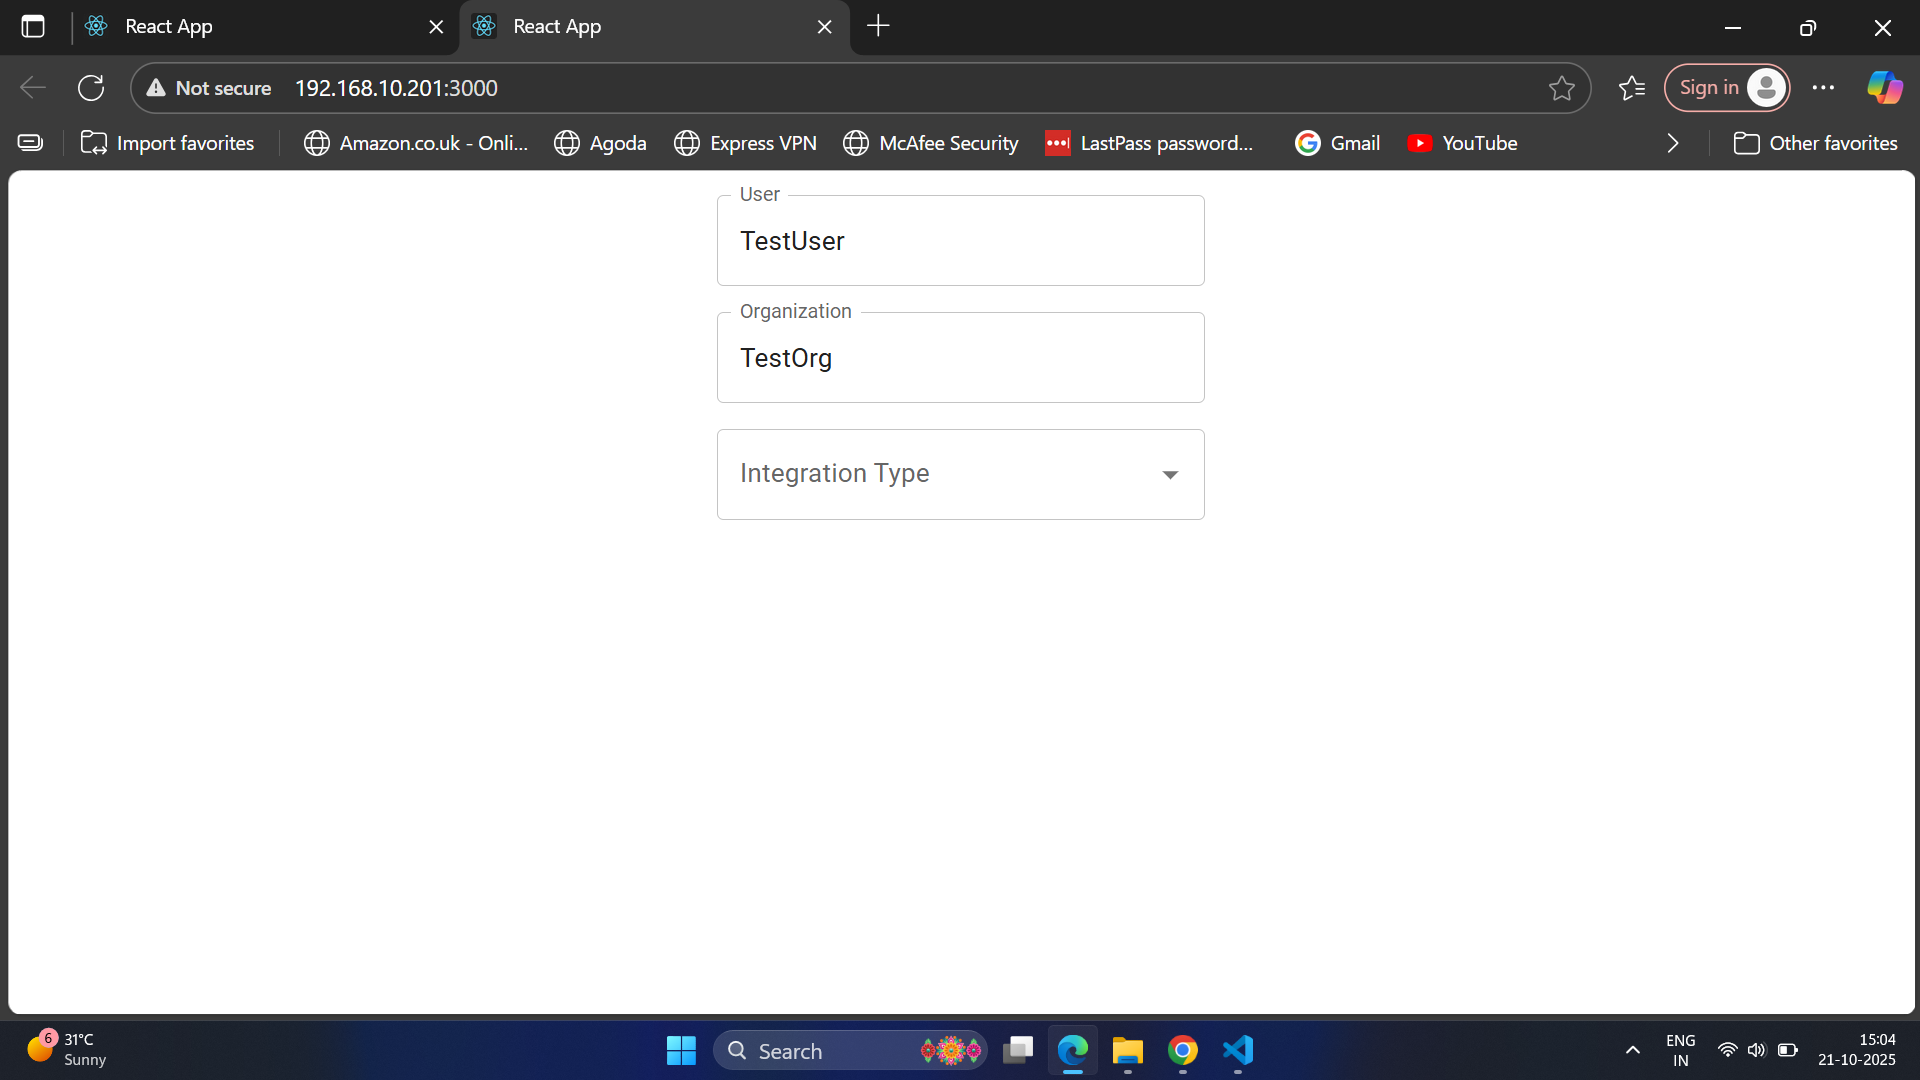 React App
React App
Not secure 192.168.10.201:3000
Sign in
Import favorites
Amazon.co.uk - Onli...
Agoda
Express VPN
McAfee Security
LastPass password...
Gmail
YouTube
Other favorites
User
TestUser
Organization
TestOrg
Integration Type
6
31°C
Sunny
Search
ENG
IN
15:04
21-10-2025